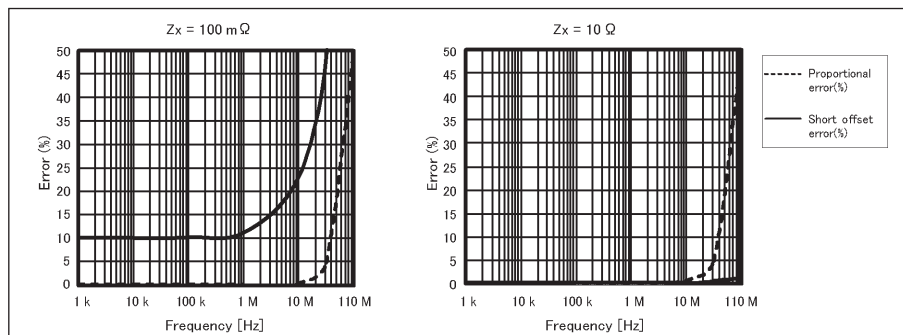 Zx = 100 mΩ
50
45
40
35
30
25
20
15
10
5
0
Error (%)
1 k
10 k
100 k
1 M
10 M
110 M
Frequency [Hz]
Zx = 10 Ω
50
45
40
35
30
25
20
15
10
5
0
Error (%)
1 k
10 k
100 k
1 M
10 M
110 M
Frequency [Hz]
Proportional
error(%)
Short offset
error(%)